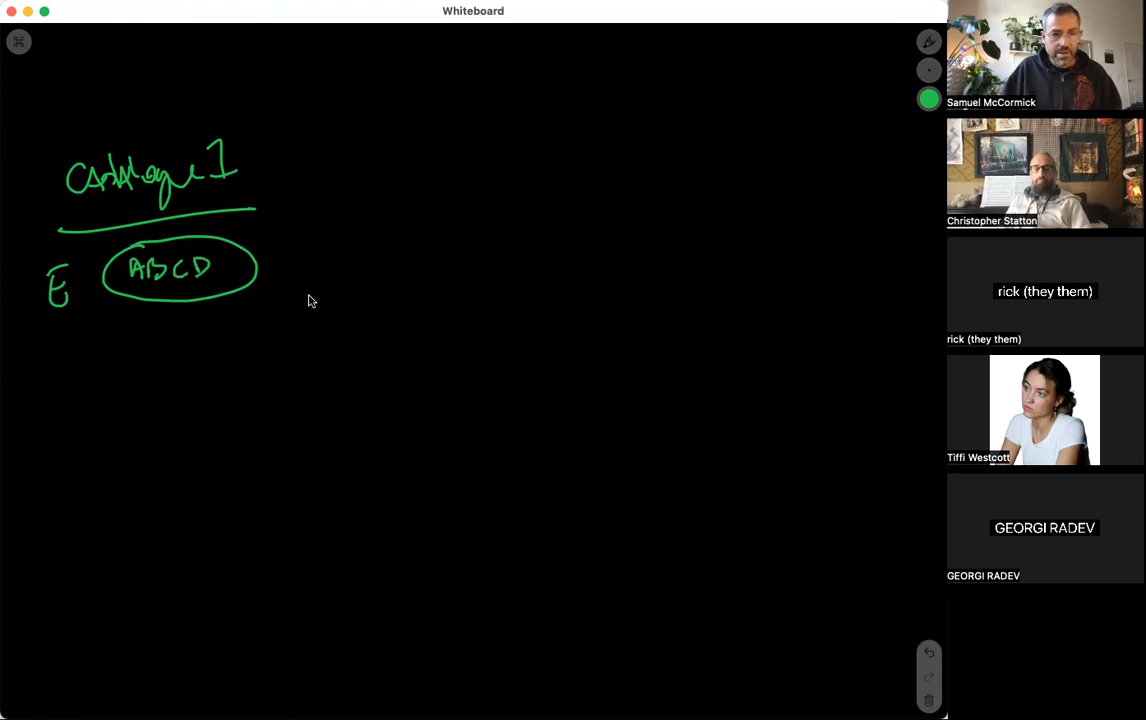 Whiteboard
Catalogue 1
ABCD
E
Samuel McCormick
Christopher Statton
rick (they them)
rick (they them)
Tiffi Westcott
GEORGI RADEV
GEORGI RADEV